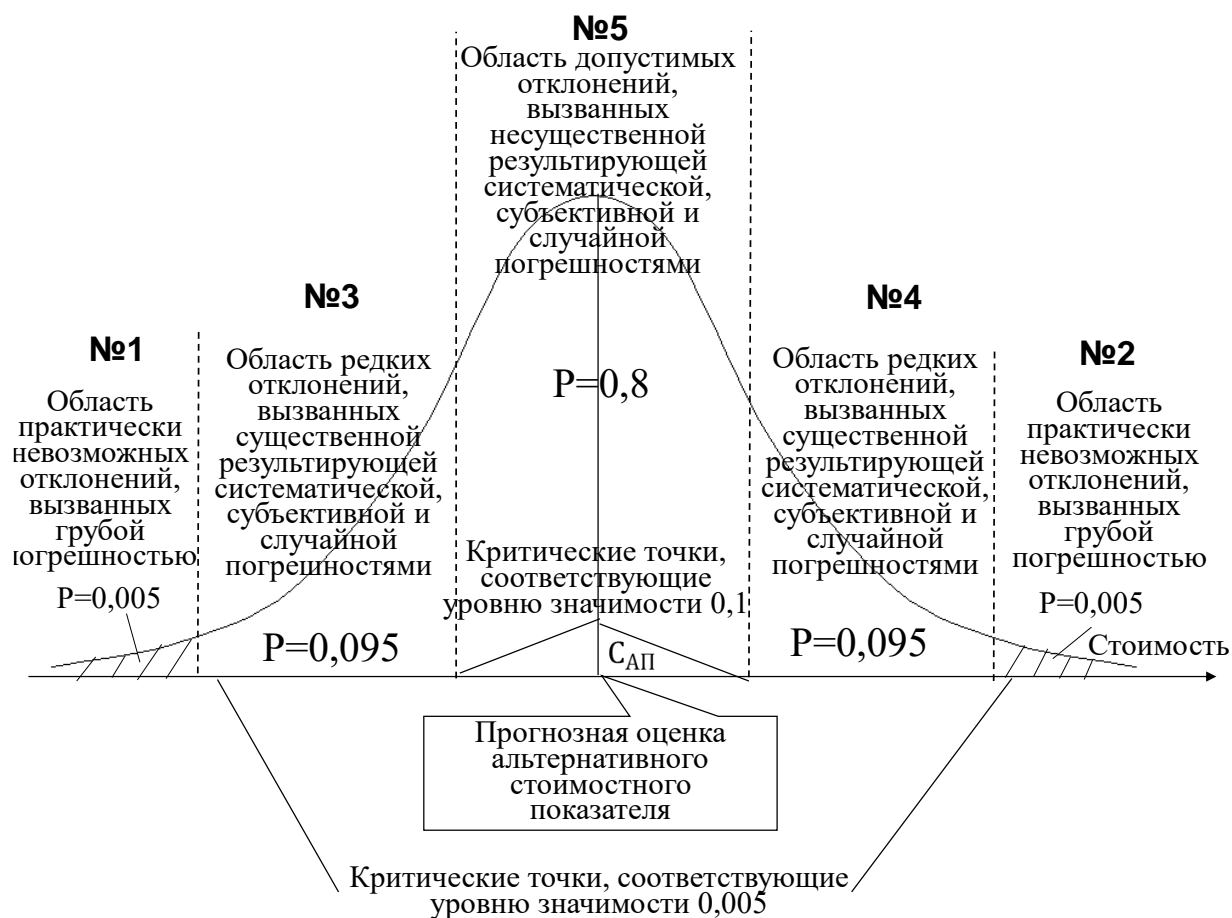 №5
Область допустимых
отклонений,
вызванных
несущественной
результирующей
систематической,
субъективной и
случайной
погрешностями
№3
Область редких
отклонений,
вызванных
существенной
результирующей
систематической,
субъективной и
случайной
погрешностями
№4
Область редких
отклонений,
вызванных
существенной
результирующей
систематической,
субъективной и
случайной
погрешностями
№1
Область
практически
невозможных
отклонений,
вызванных
грубой
погрешностью
P=0,005
№2
Область
практически
невозможных
отклонений,
вызванных
грубой
погрешностью
P=0,005
P=0,8
Критические точки,
соответствующие
уровню значимости 0,1
P=0,095
САП
P=0,095
Стоимость
Прогнозная оценка
альтернативного
стоимостного
показателя
Критические точки, соответствующие
уровню значимости 0,005